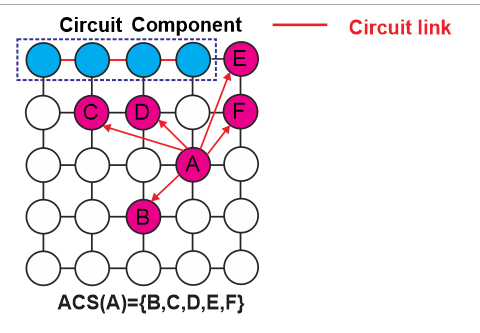 Circuit Component
Circuit link
E
C D F
A
B
ACS(A)={B,C,D,E,F}